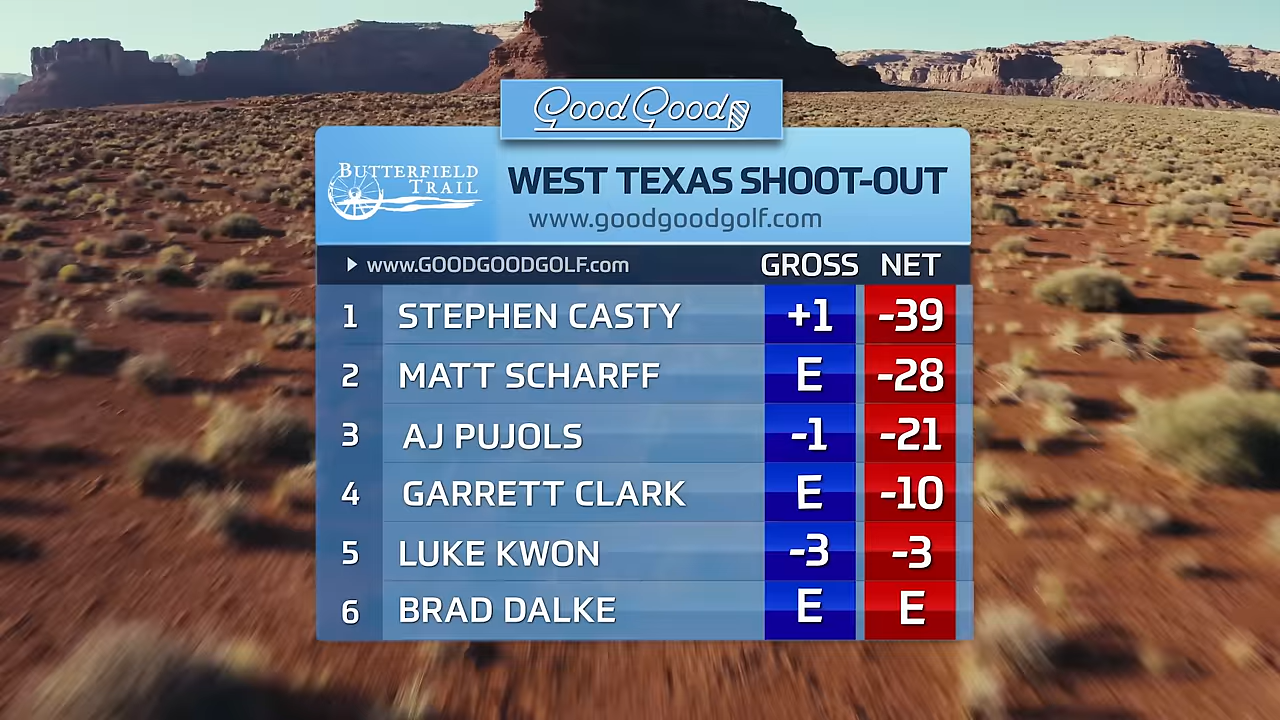 Good Good
BUTTERFIELD
TRAIL
WEST TEXAS SHOOT-OUT
www.goodgoodgolf.com
www.GOODGOODGOLF.com GROSS NET
1 STEPHEN CASTY +1 -39
2 MATT SCHARFF E -28
3 AJ PUJOLS -1 -21
4 GARRETT CLARK E -10
5 LUKE KWON -3 -3
6 BRAD DALKE E E